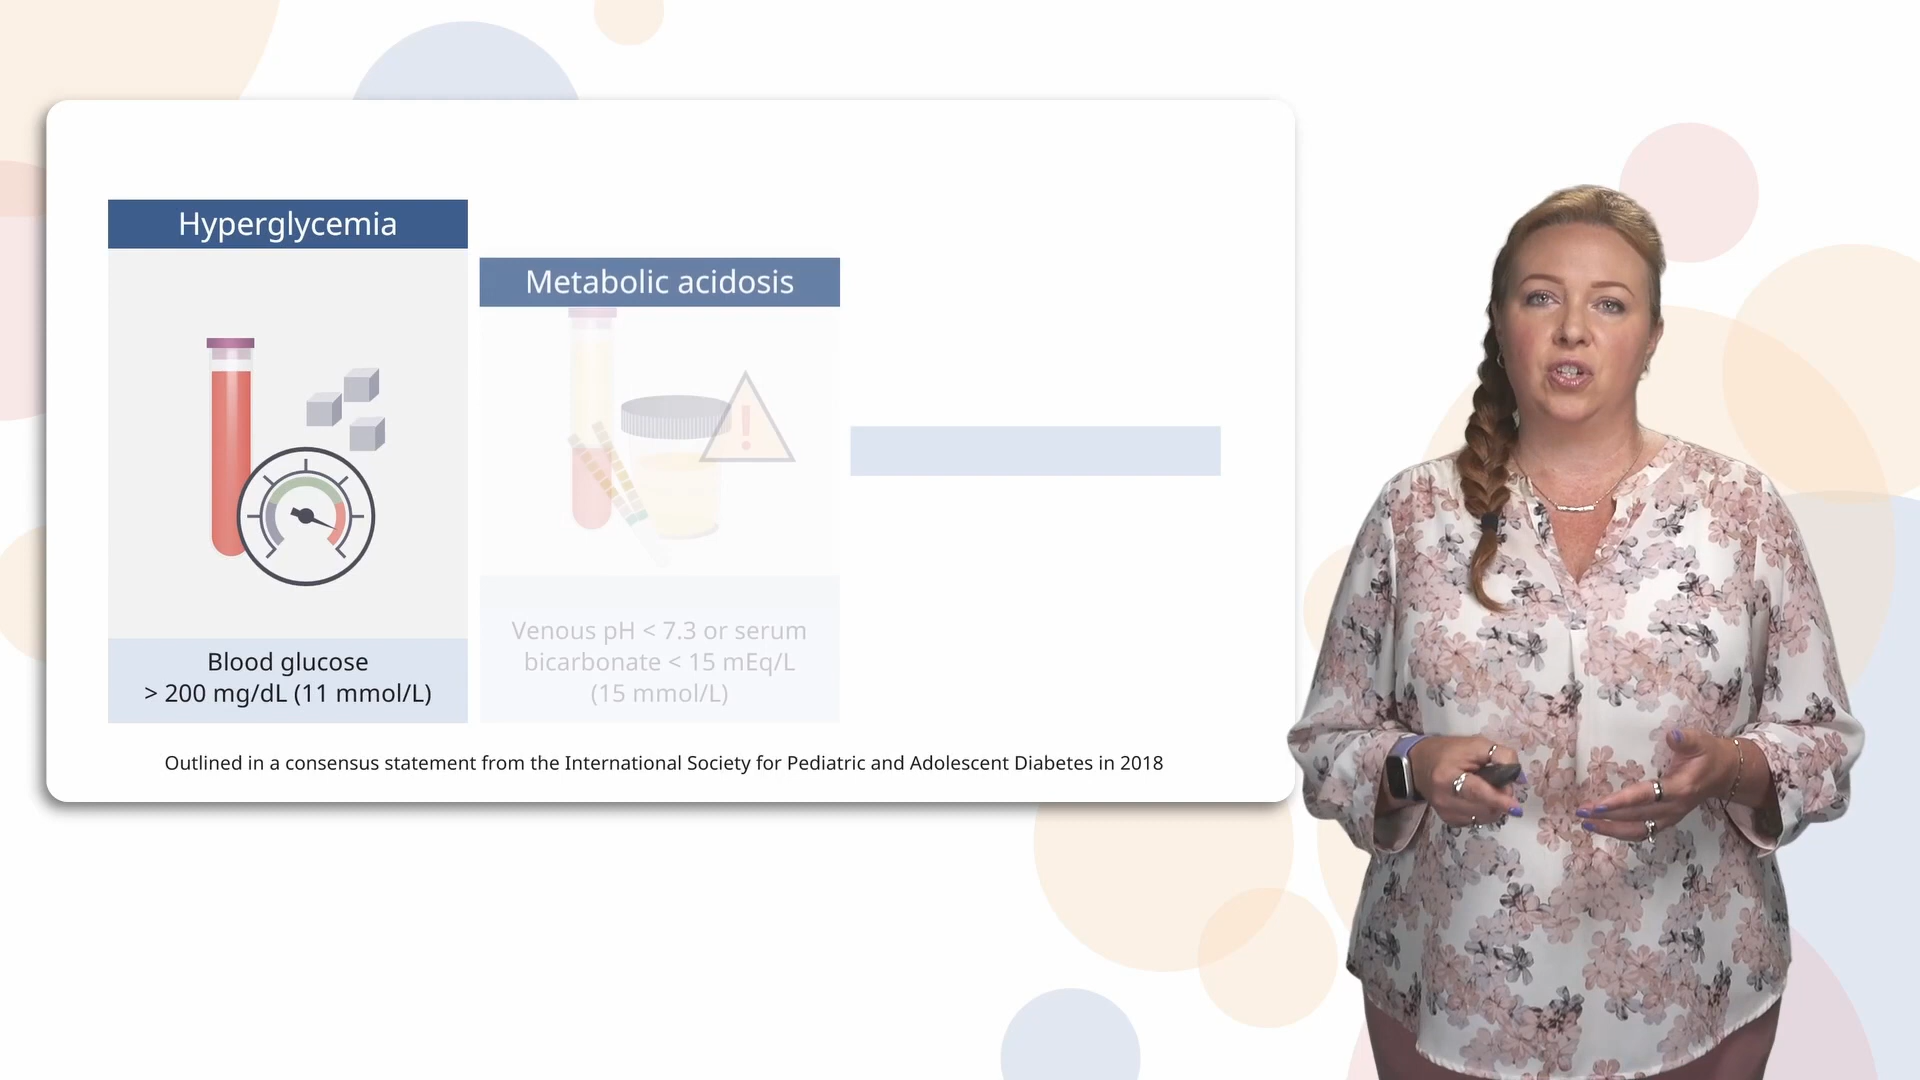 Hyperglycemia
Metabolic acidosis
Blood glucose
> 200 mg/dL (11 mmol/L)
Venous pH < 7.3 or serum
bicarbonate < 15 mEq/L
(15 mmol/L)
Outlined in a consensus statement from the International Society for Pediatric and Adolescent Diabetes in 2018